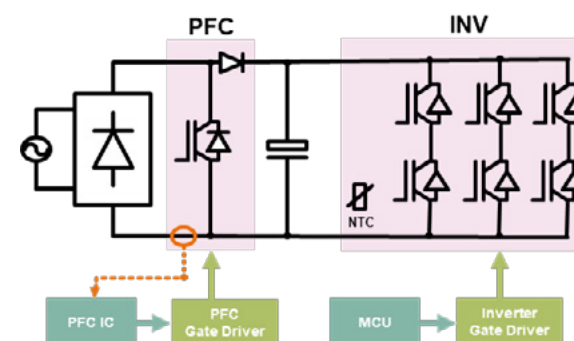 PFC
INV
NTC
PFC IC
PFC
Gate Driver
MCU
Inverter
Gate Driver